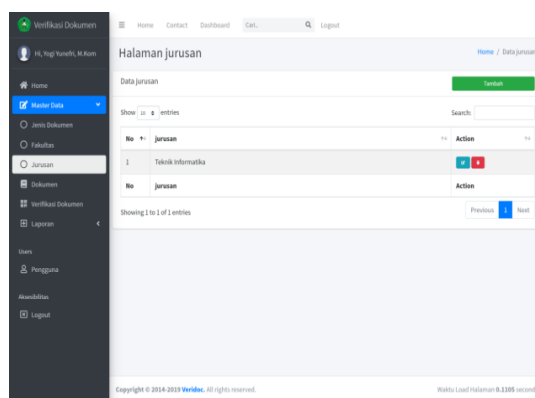 Verifikasi Dokumen
Home Contact Dashboard Cari.. Logout
Hi, Yogi Yunefri, M.Kom
Halaman jurusan
Home / Data jurusan
Home
Master Data
Jenis Dokumen
Fakultas
Jurusan
Dokumen
Verifikasi Dokumen
Laporan
Users
Pengguna
Aksesibilitas
Logout
Data jurusan
Tambah
Show 10 entries
Search:
No jurusan Action
1 Teknik Informatika
No jurusan Action
Showing 1 to 1 of 1 entries
Previous 1 Next
Copyright © 2014-2019 Veridoc. All rights reserved.
Waktu Load Halaman 0.1105 second